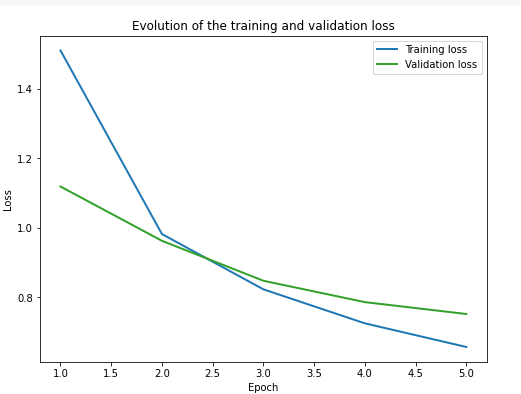 Evolution of the training and validation loss
Training loss
Validation loss
1.4
1.2
1.0
0.8
Loss
1.0 1.5 2.0 2.5 3.0 3.5 4.0 4.5 5.0
Epoch